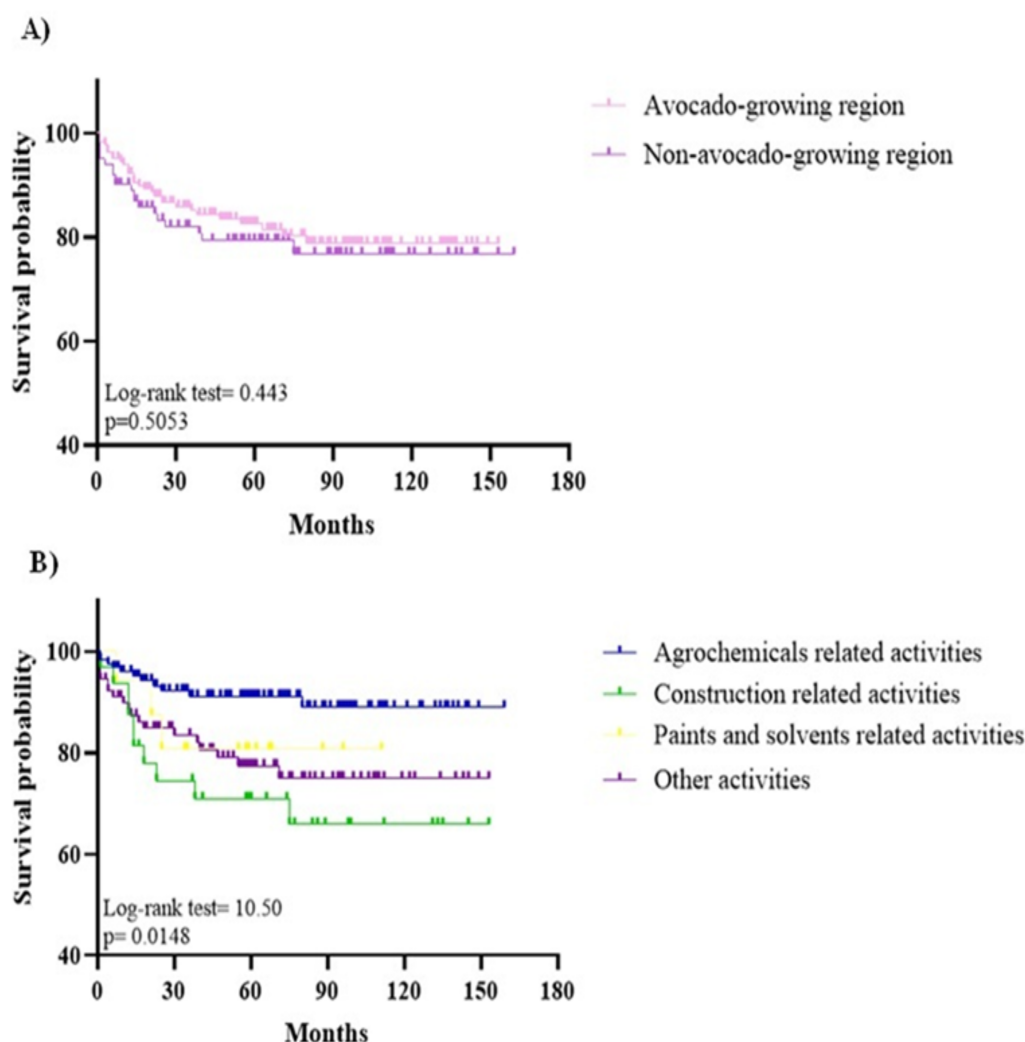 A)
Survival probability
100
80
60
40
Log-rank test= 0.443
p=0.5053
0 30 60 90 120 150 180
Months
Avocado-growing region
Non-avocado-growing region
B)
Survival probability
100
80
60
40
Log-rank test= 10.50
p= 0.0148
0 30 60 90 120 150 180
Months
Agrochemicals related activities
Construction related activities
Paints and solvents related activities
Other activities